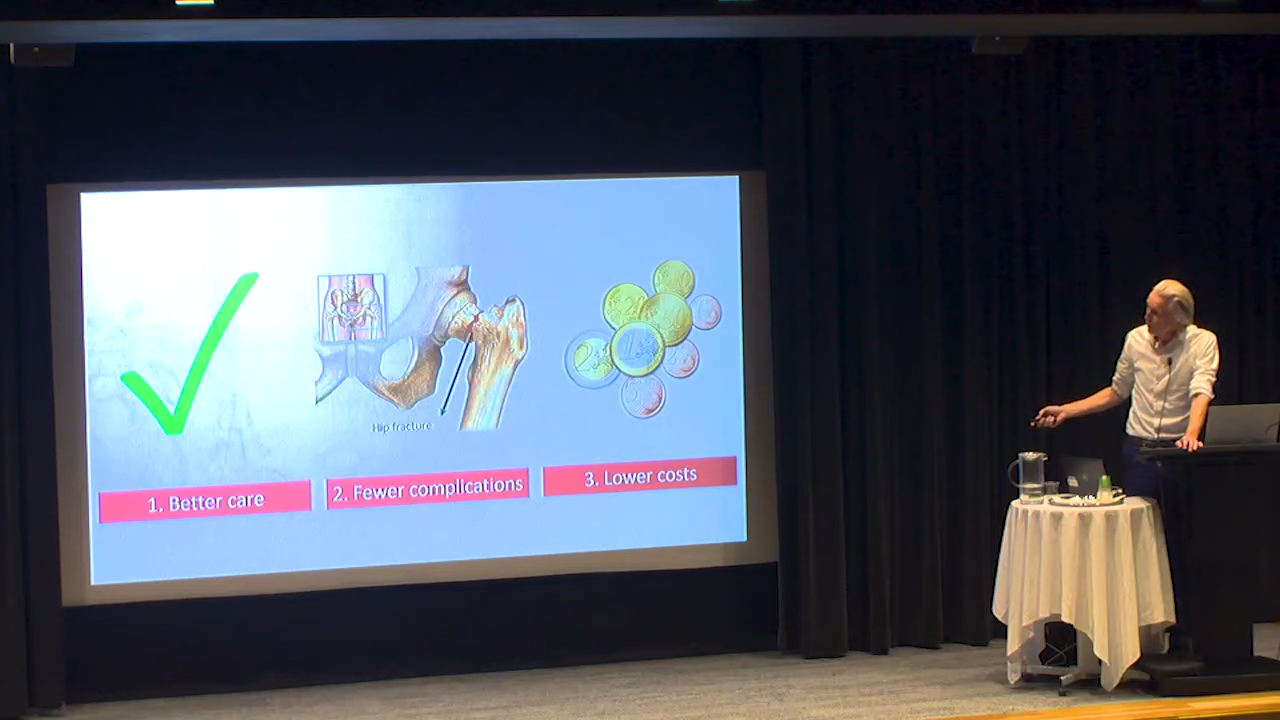 Hip fracture
1. Better care
2. Fewer complications
3. Lower costs